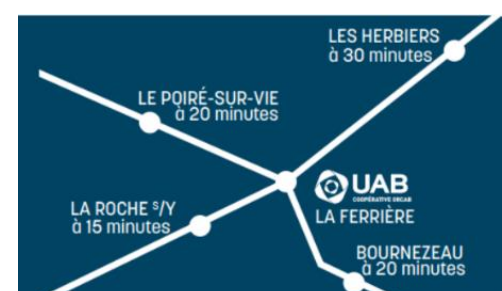 LES HERBIERS
à 30 minutes
LE POIRÉ-SUR-VIE
à 20 minutes
UAB
COOPÉRATIVE ORCAB
LA FERRIÈRE
LA ROCHE S/Y
à 15 minutes
BOURNEZEAU
à 20 minutes